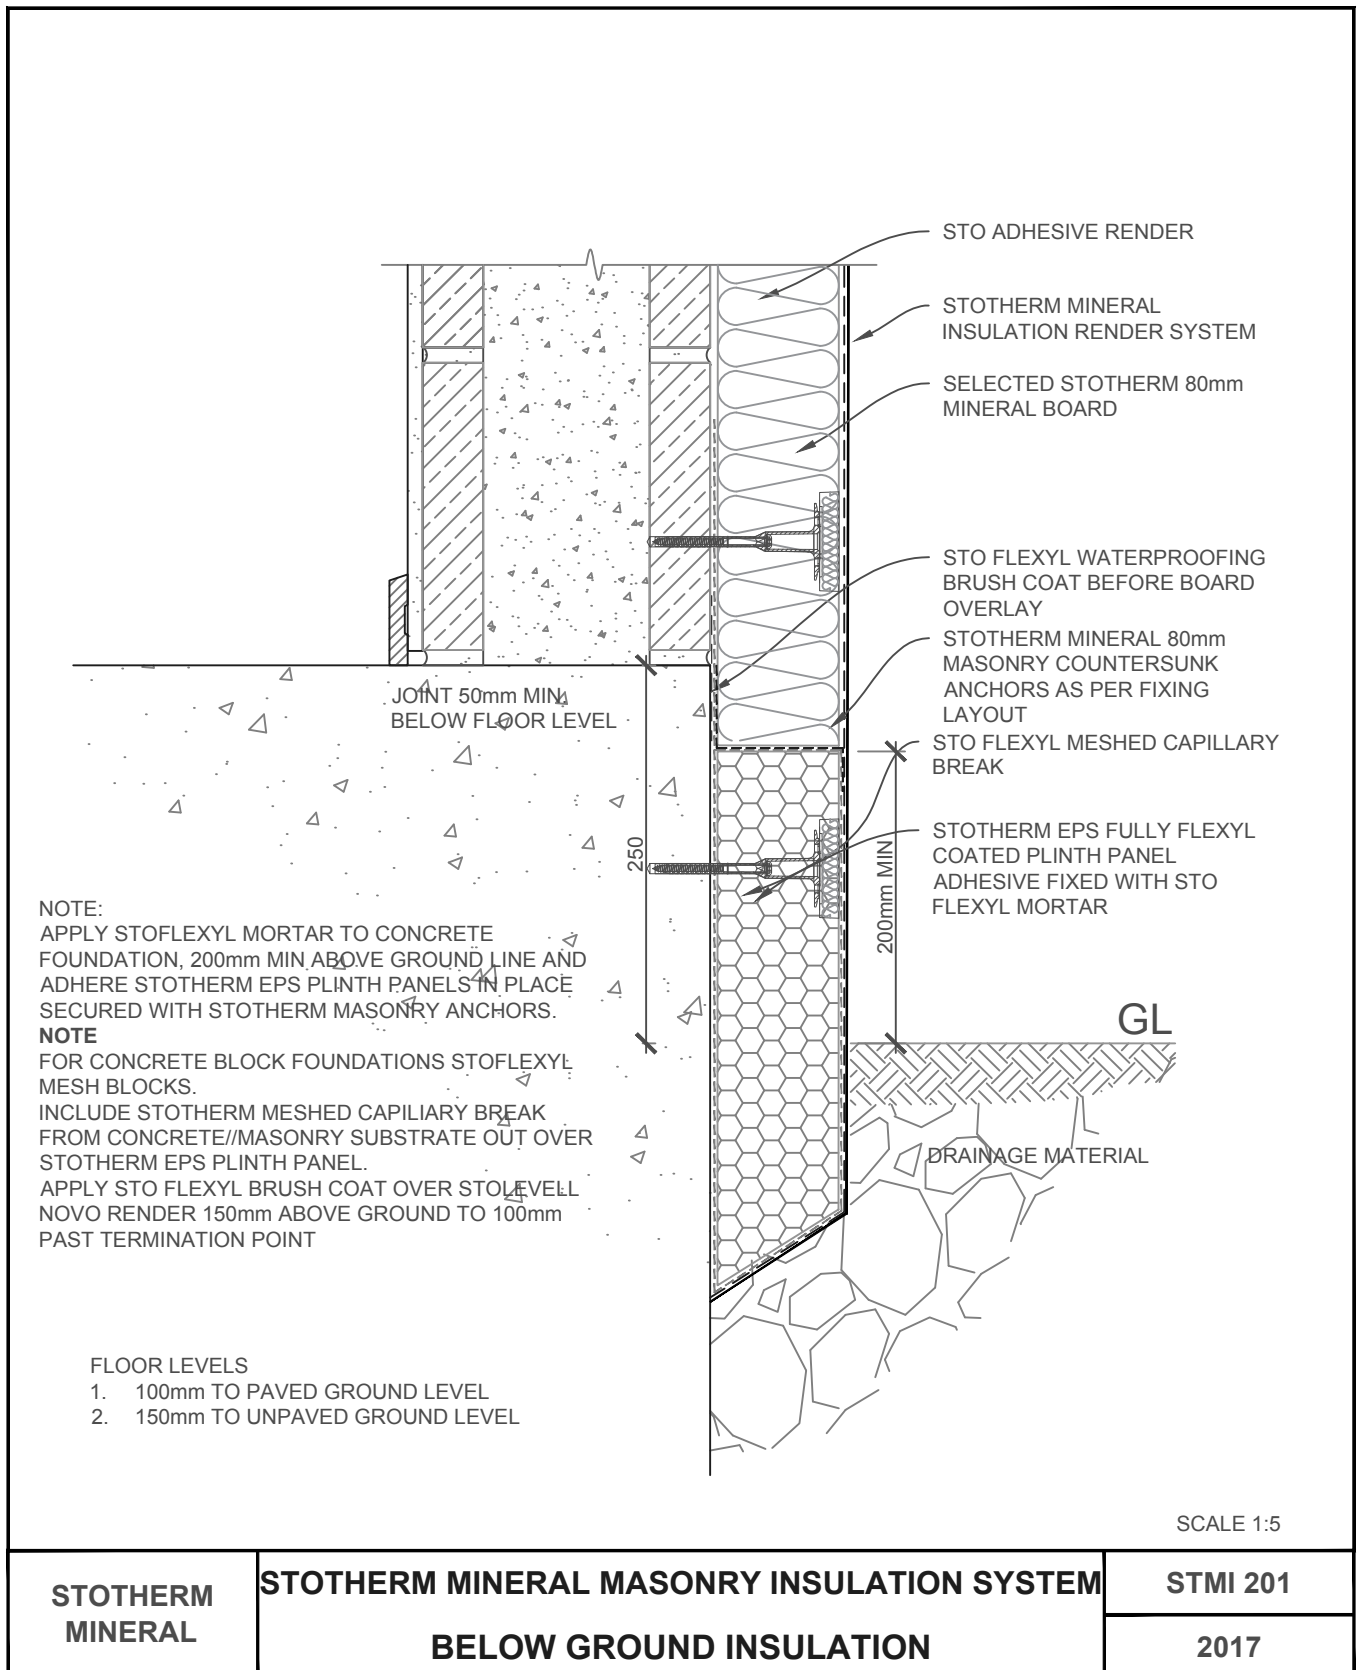 STO ADHESIVE RENDER
STOTHERM MINERAL
INSULATION RENDER SYSTEM
SELECTED STOTHERM 80mm
MINERAL BOARD
STO FLEXYL WATERPROOFING
BRUSH COAT BEFORE BOARD
OVERLAY
STOTHERM MINERAL 80mm
MASONRY COUNTERSUNK
ANCHORS AS PER FIXING
LAYOUT
STO FLEXYL MESHED CAPILLARY
BREAK
STOTHERM EPS FULLY FLEXYL
COATED PLINTH PANEL
ADHESIVE FIXED WITH STO
FLEXYL MORTAR
JOINT 50mm MIN
BELOW FLOOR LEVEL
250
200mm MIN
GL
DRAINAGE MATERIAL
NOTE:
APPLY STOFLEXYL MORTAR TO CONCRETE
FOUNDATION, 200mm MIN ABOVE GROUND LINE AND
ADHERE STOTHERM EPS PLINTH PANELS IN PLACE
SECURED WITH STOTHERM MASONRY ANCHORS.
NOTE
FOR CONCRETE BLOCK FOUNDATIONS STOFLEXYL
MESH BLOCKS.
INCLUDE STOTHERM MESHED CAPILIARY BREAK
FROM CONCRETE//MASONRY SUBSTRATE OUT OVER
STOTHERM EPS PLINTH PANEL.
APPLY STO FLEXYL BRUSH COAT OVER STOLEVELL
NOVO RENDER 150mm ABOVE GROUND TO 100mm
PAST TERMINATION POINT
FLOOR LEVELS
1. 100mm TO PAVED GROUND LEVEL
2. 150mm TO UNPAVED GROUND LEVEL
SCALE 1:5
STOTHERM
MINERAL
STOTHERM MINERAL MASONRY INSULATION SYSTEM
BELOW GROUND INSULATION
STMI 201
2017